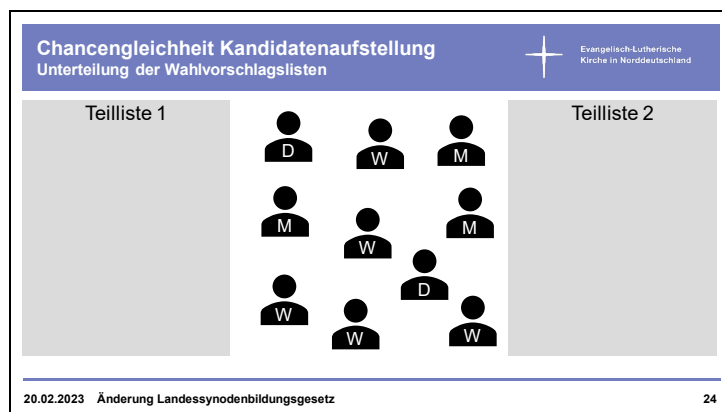 Chancengleichheit Kandidatenaufstellung
Unterteilung der Wahlvorschlagslisten
Evangelisch-Lutherische
Kirche in Norddeutschland
Teilliste 1
Teilliste 2
D
W
M
M
W
M
D
W
W
W
20.02.2023 Änderung Landessynodenbildungsgesetz
24